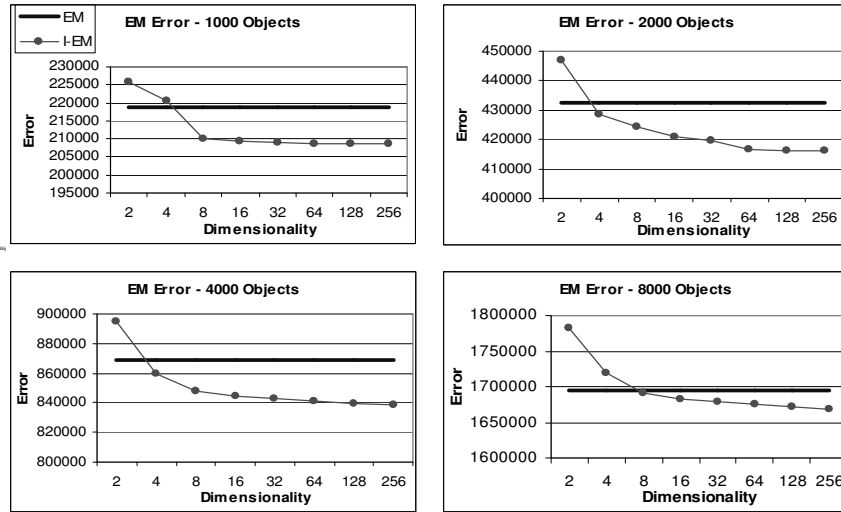 EM
I-EM
EM Error - 1000 Objects
Error
230000
225000
220000
215000
210000
205000
200000
195000
2 4 8 16 32 64 128 256
Dimensionality
EM Error - 2000 Objects
Error
450000
440000
430000
420000
410000
400000
2 4 8 16 32 64 128 256
Dimensionality
EM Error - 4000 Objects
Error
900000
880000
860000
840000
820000
800000
2 4 8 16 32 64 128 256
Dimensionality
EM Error - 8000 Objects
Error
1800000
1750000
1700000
1650000
1600000
2 4 8 16 32 64 128 256
Dimensionality